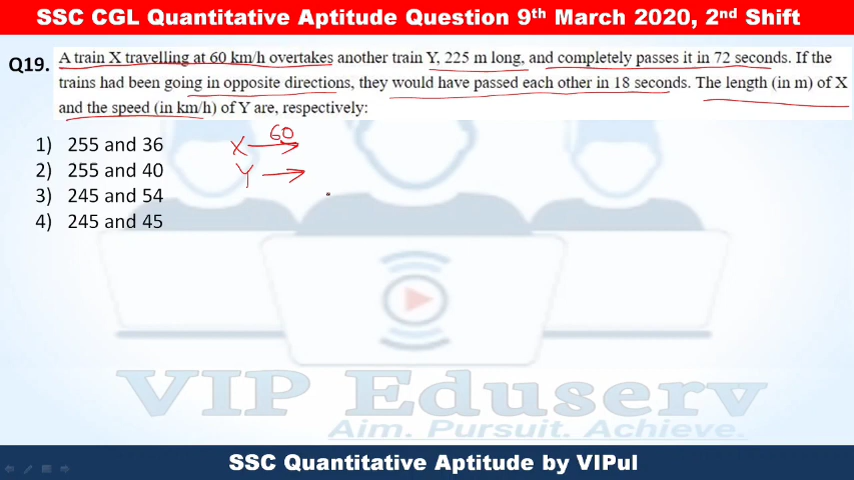 SSC CGL Quantitative Aptitude Question 9th March 2020, 2nd Shift
Q19. A train X travelling at 60 km/h overtakes another train Y, 225 m long, and completely passes it in 72 seconds. If the
trains had been going in opposite directions, they would have passed each other in 18 seconds. The length (in m) of X
and the speed (in km/h) of Y are, respectively:
1) 255 and 36
2) 255 and 40
3) 245 and 54
4) 245 and 45
60
X
Y
VIP Eduserv
Aim. Pursuit. Achieve.
SSC Quantitative Aptitude by VIPul